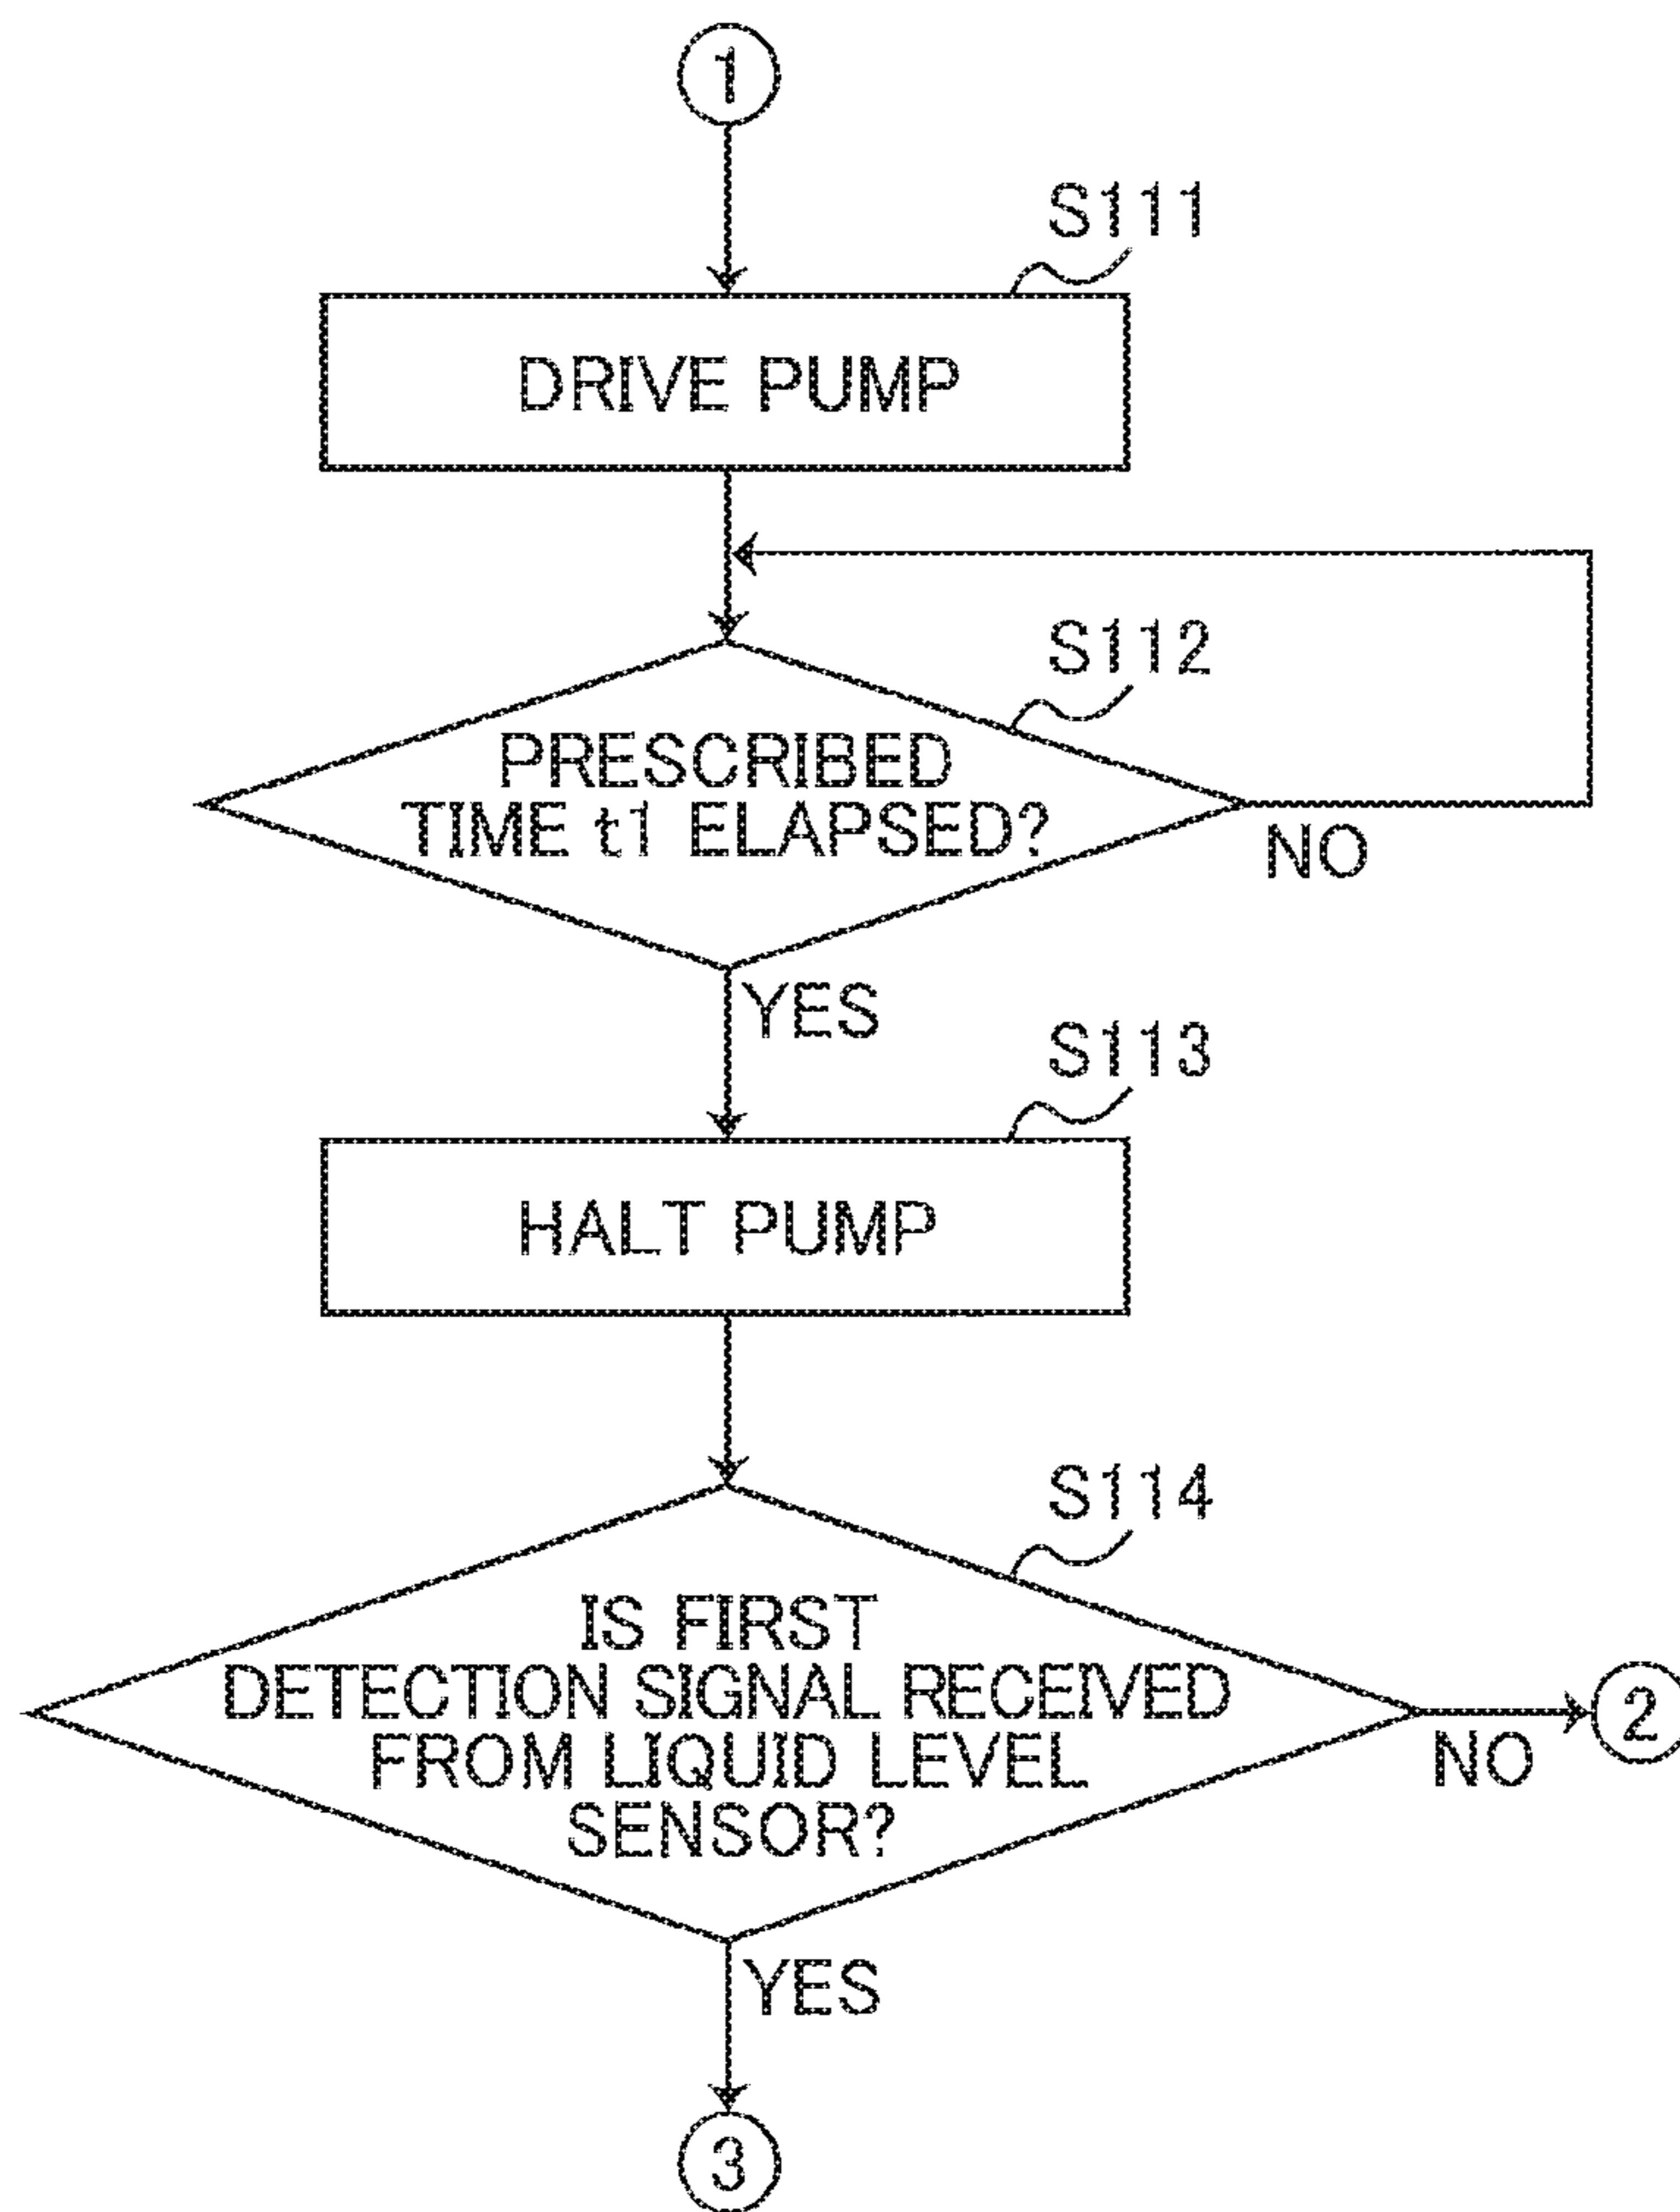 1
S111
DRIVE PUMP
S112
PRESCRIBED
TIME t1 ELAPSED?
NO
YES
S113
HALT PUMP
S114
IS FIRST
DETECTION SIGNAL RECEIVED
FROM LIQUID LEVEL
SENSOR?
NO
2
YES
3